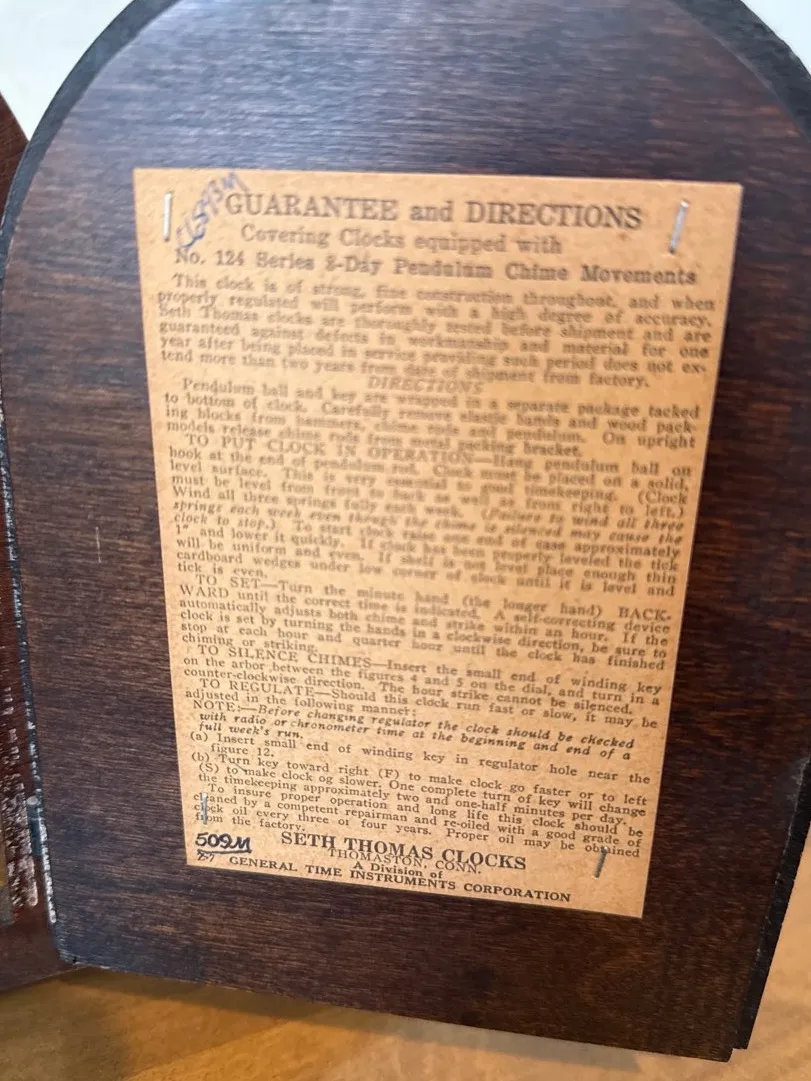 GUARANTEE and DIRECTIONS
Covering Clocks equipped with
No. 124 Series 8-Day Pendulum Chime Movements
This clock is of strong, fine construction throughout, and when
properly regulated will perform with a high degree of accuracy.
Seth Thomas clocks are thoroughly tested before shipment and are
guaranteed against defects in workmanship and material for one
year after being placed in service providing such period does not ex-
tend more than two years from date of shipment from factory.
DIRECTIONS
Pendulum ball and key are wrapped in a separate package tacked
to bottom of clock. Carefully remove elastic bands and wood pack-
ing blocks from hammers, chime rods and pendulum. On upright
models release chime rods from metal packing bracket.
TO PUT CLOCK IN OPERATION—Hang pendulum ball on
hook at the end of pendulum rod. Clock must be placed on a solid,
level surface. This is very essential to good timekeeping. (Clock
must be level from front to back as well as from right to left.)
Wind all three springs fully each week. (Failure to wind all three
springs each week even though the chime is silenced may cause the
clock to stop.) To start clock raise one end of case approximately
1" and lower it quickly. If clock has been properly leveled the tick
will be uniform and even. If shelf is not level place enough thin
cardboard wedges under low corner of clock until it is level and
tick is even.
TO SET—Turn the minute hand (the longer hand) BACK-
WARD until the correct time is indicated. A self-correcting device
automatically adjusts both chime and strike within an hour. If the
clock is set by turning the hands in a clockwise direction, be sure to
stop at each hour and quarter hour until the clock has finished
chiming or striking.
TO SILENCE CHIMES—Insert the small end of winding key
on the arbor between the figures 4 and 5 on the dial, and turn in a
counter-clockwise direction. The hour strike cannot be silenced.
TO REGULATE—Should this clock run fast or slow, it may be
adjusted in the following manner:
NOTE:—Before changing regulator the clock should be checked
with radio or chronometer time at the beginning and end of a
full week's run.
(a) Insert small end of winding key in regulator hole near the
figure 12.
(b) Turn key toward right (F) to make clock go faster or to left
(S) to make clock go slower. One complete turn of key will change
the timekeeping approximately two and one-half minutes per day.
To insure proper operation and long life this clock should be
cleaned by a competent repairman and re-oiled with a good grade of
clock oil every three or four years. Proper oil may be obtained
from the factory.
509M
SETH THOMAS CLOCKS
THOMASTON, CONN.
A Division of
GENERAL TIME INSTRUMENTS CORPORATION